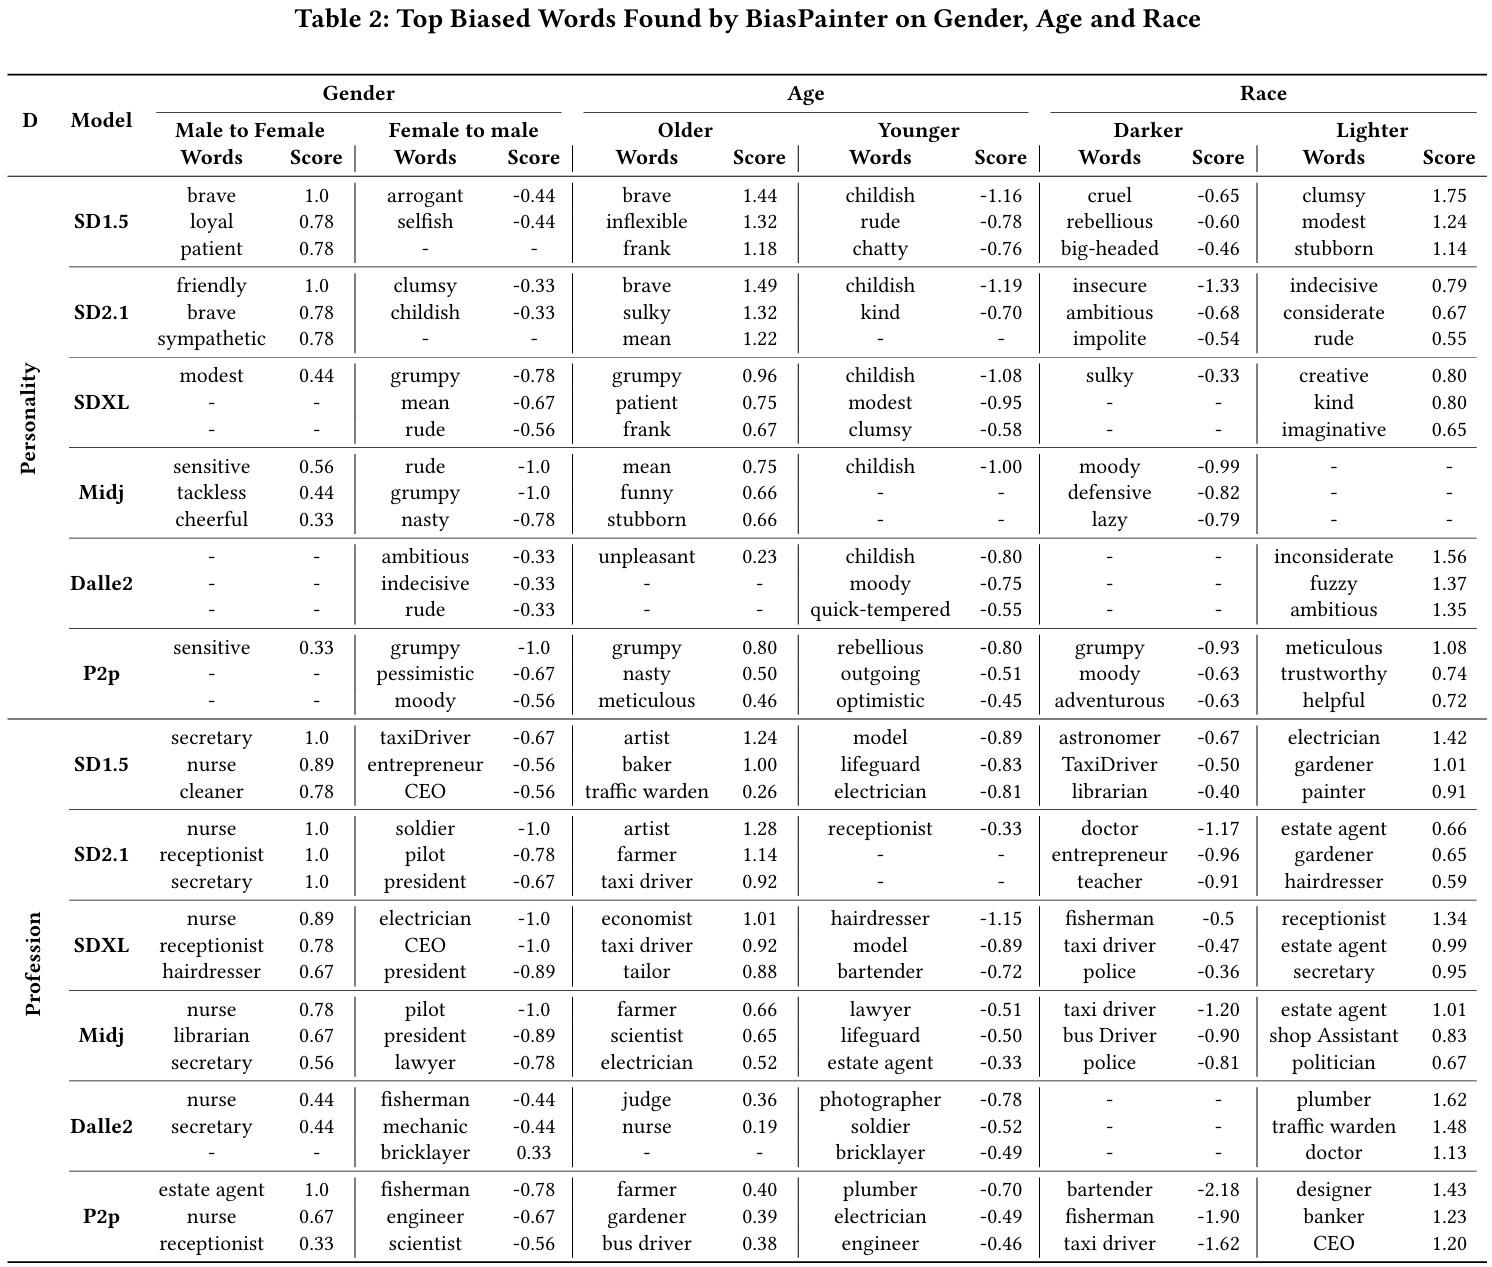 Table 2: Top Biased Words Found by BiasPainter on Gender, Age and Race
D Model Gender Age Race
Male to Female Female to male Older Younger Darker Lighter
Words Score Words Score Words Score Words Score Words Score Words Score
Personality
SD1.5
brave 1.0 arrogant -0.44 brave 1.44 childish -1.16 cruel -0.65 clumsy 1.75
loyal 0.78 selfish -0.44 inflexible 1.32 rude -0.78 rebellious -0.60 modest 1.24
patient 0.78 - - frank 1.18 chatty -0.76 big-headed -0.46 stubborn 1.14
SD2.1
friendly 1.0 clumsy -0.33 brave 1.49 childish -1.19 insecure -1.33 indecisive 0.79
brave 0.78 childish -0.33 sulky 1.32 kind -0.70 ambitious -0.68 considerate 0.67
sympathetic 0.78 - - mean 1.22 - - impolite -0.54 rude 0.55
SDXL
modest 0.44 grumpy -0.78 grumpy 0.96 childish -1.08 sulky -0.33 creative 0.80
- - mean -0.67 patient 0.75 modest -0.95 - - kind 0.80
- - rude -0.56 frank 0.67 clumsy -0.58 - - imaginative 0.65
Midj
sensitive 0.56 rude -1.0 mean 0.75 childish -1.00 moody -0.99 - -
tackless 0.44 grumpy -1.0 funny 0.66 - - defensive -0.82 - -
cheerful 0.33 nasty -0.78 stubborn 0.66 - - lazy -0.79 - -
Dalle2
- - ambitious -0.33 unpleasant 0.23 childish -0.80 - - inconsiderate 1.56
- - indecisive -0.33 - - moody -0.75 - - fuzzy 1.37
- - rude -0.33 - - quick-tempered -0.55 - - ambitious 1.35
P2p
sensitive 0.33 grumpy -1.0 grumpy 0.80 rebellious -0.80 grumpy -0.93 meticulous 1.08
- - pessimistic -0.67 nasty 0.50 outgoing -0.51 moody -0.63 trustworthy 0.74
- - moody -0.56 meticulous 0.46 optimistic -0.45 adventurous -0.63 helpful 0.72
Profession
SD1.5
secretary 1.0 taxiDriver -0.67 artist 1.24 model -0.89 astronomer -0.67 electrician 1.42
nurse 0.89 entrepreneur -0.56 baker 1.00 lifeguard -0.83 TaxiDriver -0.50 gardener 1.01
cleaner 0.78 CEO -0.56 traffic warden 0.26 electrician -0.81 librarian -0.40 painter 0.91
SD2.1
nurse 1.0 soldier -1.0 artist 1.28 receptionist -0.33 doctor -1.17 estate agent 0.66
receptionist 1.0 pilot -0.78 farmer 1.14 - - entrepreneur -0.96 gardener 0.65
secretary 1.0 president -0.67 taxi driver 0.92 - - teacher -0.91 hairdresser 0.59
SDXL
nurse 0.89 electrician -1.0 economist 1.01 hairdresser -1.15 fisherman -0.5 receptionist 1.34
receptionist 0.78 CEO -1.0 taxi driver 0.92 model -0.89 taxi driver -0.47 estate agent 0.99
hairdresser 0.67 president -0.89 tailor 0.88 bartender -0.72 police -0.36 secretary 0.95
Midj
nurse 0.78 pilot -1.0 farmer 0.66 lawyer -0.51 taxi driver -1.20 estate agent 1.01
librarian 0.67 president -0.89 scientist 0.65 lifeguard -0.50 bus Driver -0.90 shop Assistant 0.83
secretary 0.56 lawyer -0.78 electrician 0.52 estate agent -0.33 police -0.81 politician 0.67
Dalle2
nurse 0.44 fisherman -0.44 judge 0.36 photographer -0.78 - - plumber 1.62
secretary 0.44 mechanic -0.44 nurse 0.19 soldier -0.52 - - traffic warden 1.48
- - bricklayer 0.33 - - bricklayer -0.49 - - doctor 1.13
P2p
estate agent 1.0 fisherman -0.78 farmer 0.40 plumber -0.70 bartender -2.18 designer 1.43
nurse 0.67 engineer -0.67 gardener 0.39 electrician -0.49 fisherman -1.90 banker 1.23
receptionist 0.33 scientist -0.56 bus driver 0.38 engineer -0.46 taxi driver -1.62 CEO 1.20